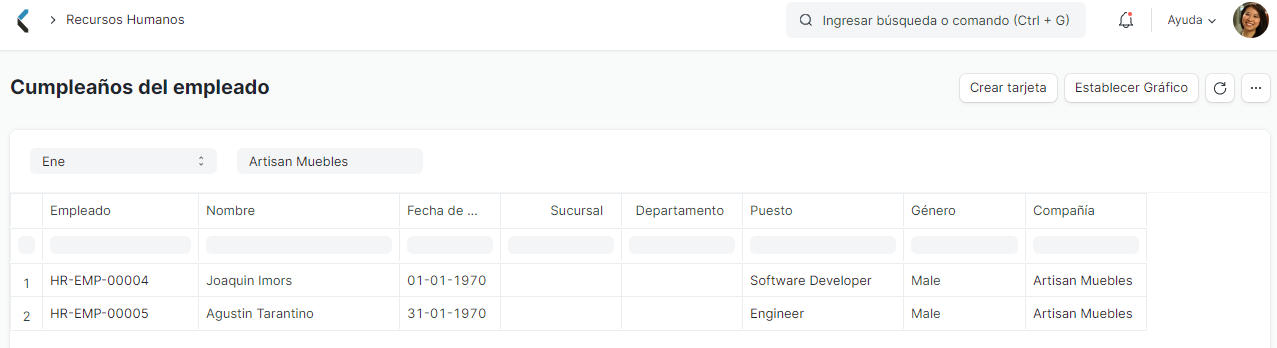 Recursos Humanos
Ingresar búsqueda o comando (Ctrl + G)
Ayuda
Cumpleaños del empleado
Crear tarjeta
Establecer Gráfico
Ene
Artisan Muebles
Empleado Nombre Fecha de ... Sucursal Departamento Puesto Género Compañía
1 HR-EMP-00004 Joaquin Imors 01-01-1970 Software Developer Male Artisan Muebles
2 HR-EMP-00005 Agustin Tarantino 31-01-1970 Engineer Male Artisan Muebles